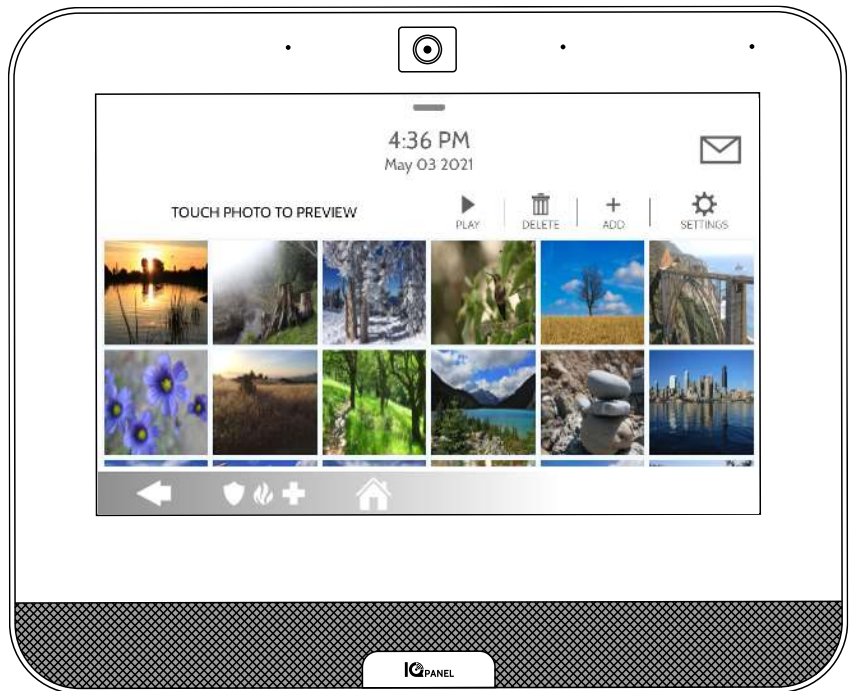 4:36 PM
May 03 2021
TOUCH PHOTO TO PREVIEW
PLAY
DELETE
ADD
SETTINGS
IQ PANEL